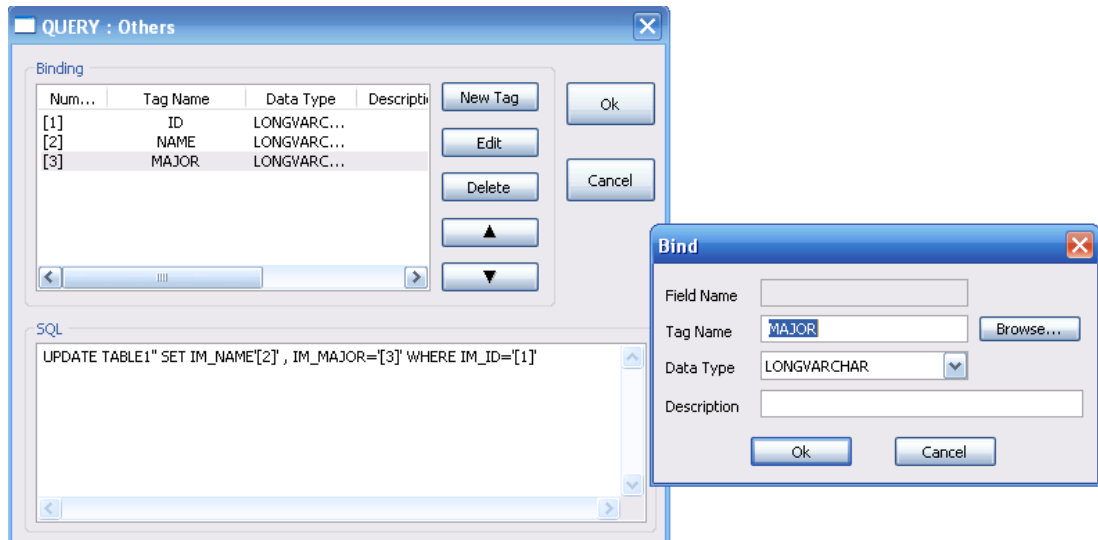 QUERY : Others
Binding
Num... Tag Name Data Type Descripti
[1] ID LONGVARC...
[2] NAME LONGVARC...
[3] MAJOR LONGVARC...
New Tag
Edit
Delete
Ok
Cancel
SQL
UPDATE TABLE1" SET IM_NAME'[2]' , IM_MAJOR='[3]' WHERE IM_ID='[1]'
Bind
Field Name
Tag Name MAJOR Browse...
Data Type LONGVARCHAR
Description
Ok Cancel